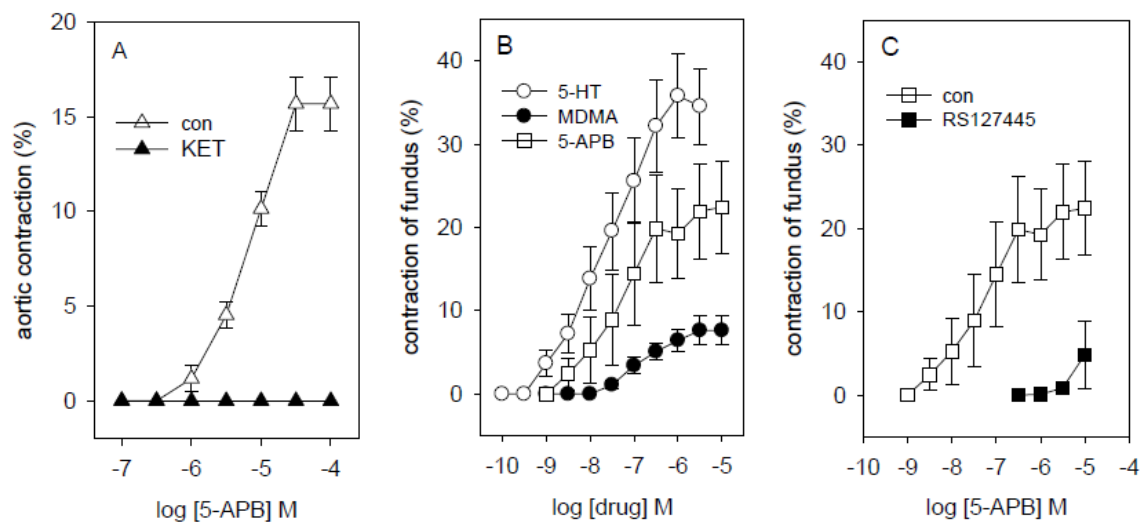 A
con
KET
aortic contraction (%)
20
15
10
5
0
-7
-6
-5
-4
log [5-APB] M
B
5-HT
MDMA
5-APB
contraction of fundus (%)
40
30
20
10
0
-10
-9
-8
-7
-6
-5
log [drug] M
C
con
RS127445
contraction of fundus (%)
40
30
20
10
0
-10
-9
-8
-7
-6
-5
-4
log [5-APB] M